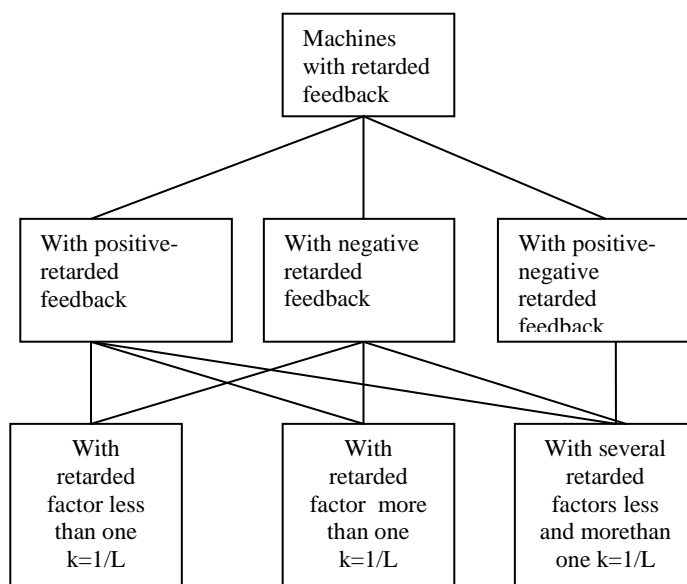 Machines
with retarded
feedback
With positive-
retarded
feedback
With negative
retarded
feedback
With positive-
negative
retarded
feedback
With
retarded
factor less
than one
k=1/L
With
retarded
factor more
than one
k=1/L
With several
retarded
factors less
and morethan
one k=1/L